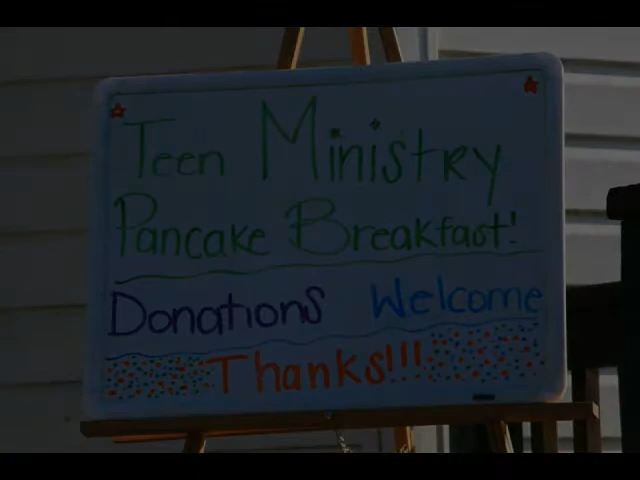 Teen Ministry
Pancake Breakfast!
Donations Welcome
Thanks!!!